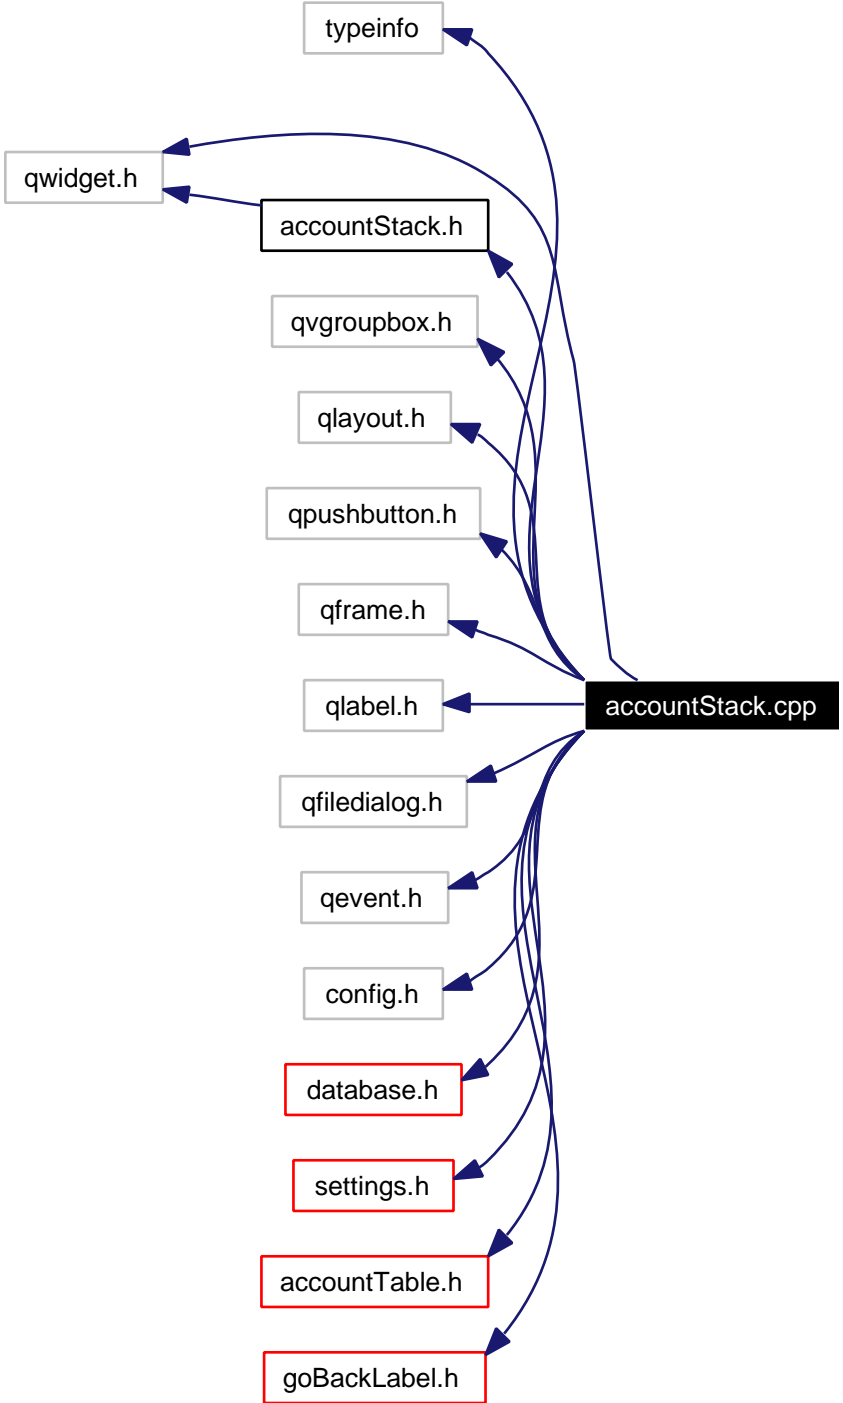 typeinfo
qwidget.h
accountStack.h
qvgroupbox.h
qlayout.h
qpushbutton.h
qframe.h
qlabel.h
accountStack.cpp
qfiledialog.h
qevent.h
config.h
database.h
settings.h
accountTable.h
goBackLabel.h